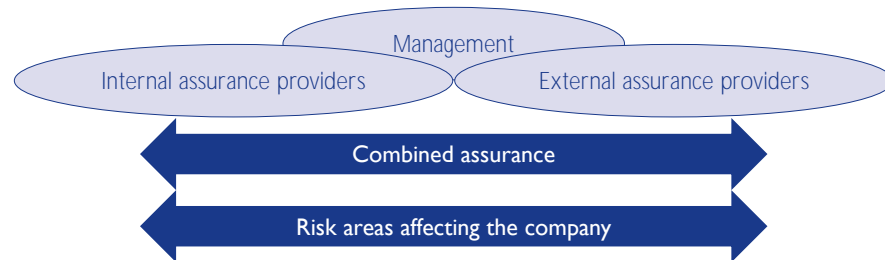 Management
Internal assurance providers
External assurance providers
Combined assurance
Risk areas affecting the company